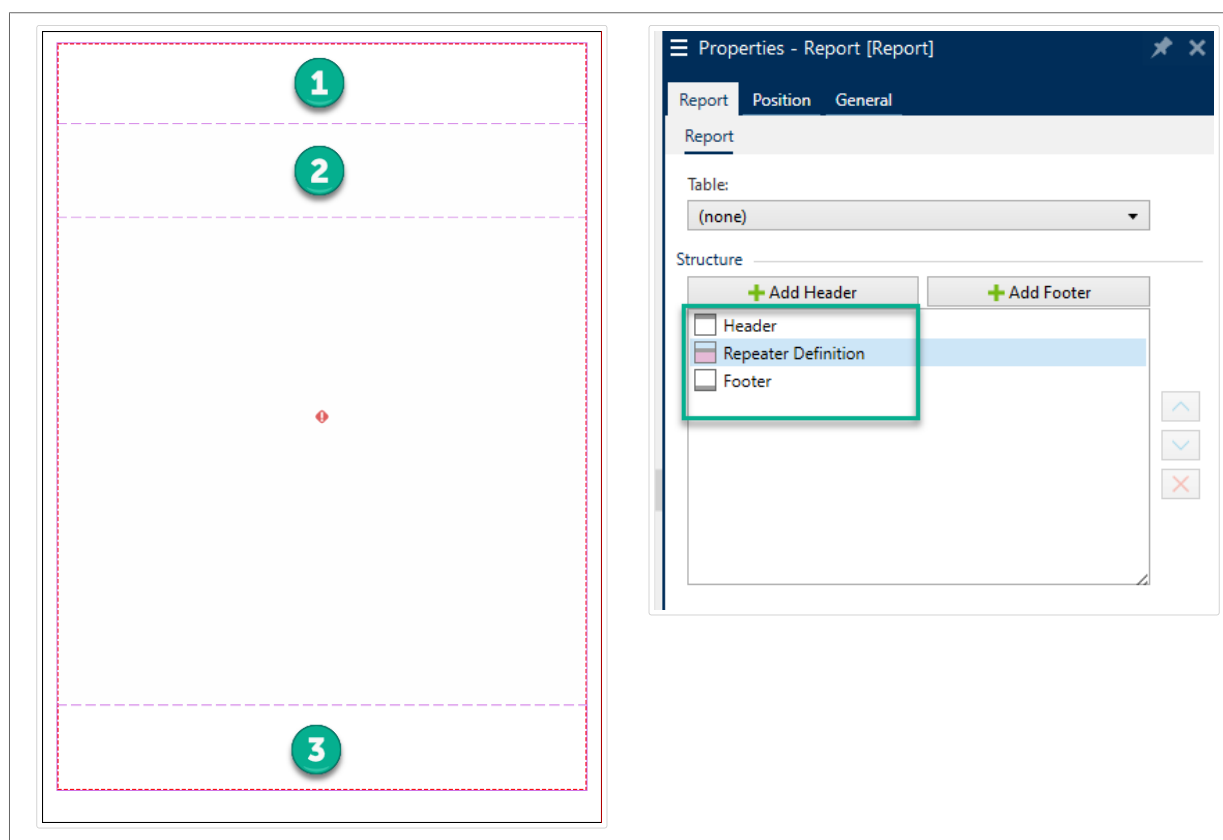 1
2
3
Properties - Report [Report]
Report Position General
Report
Table:
(none)
Structure
Add Header Add Footer
Header
Repeater Definition
Footer